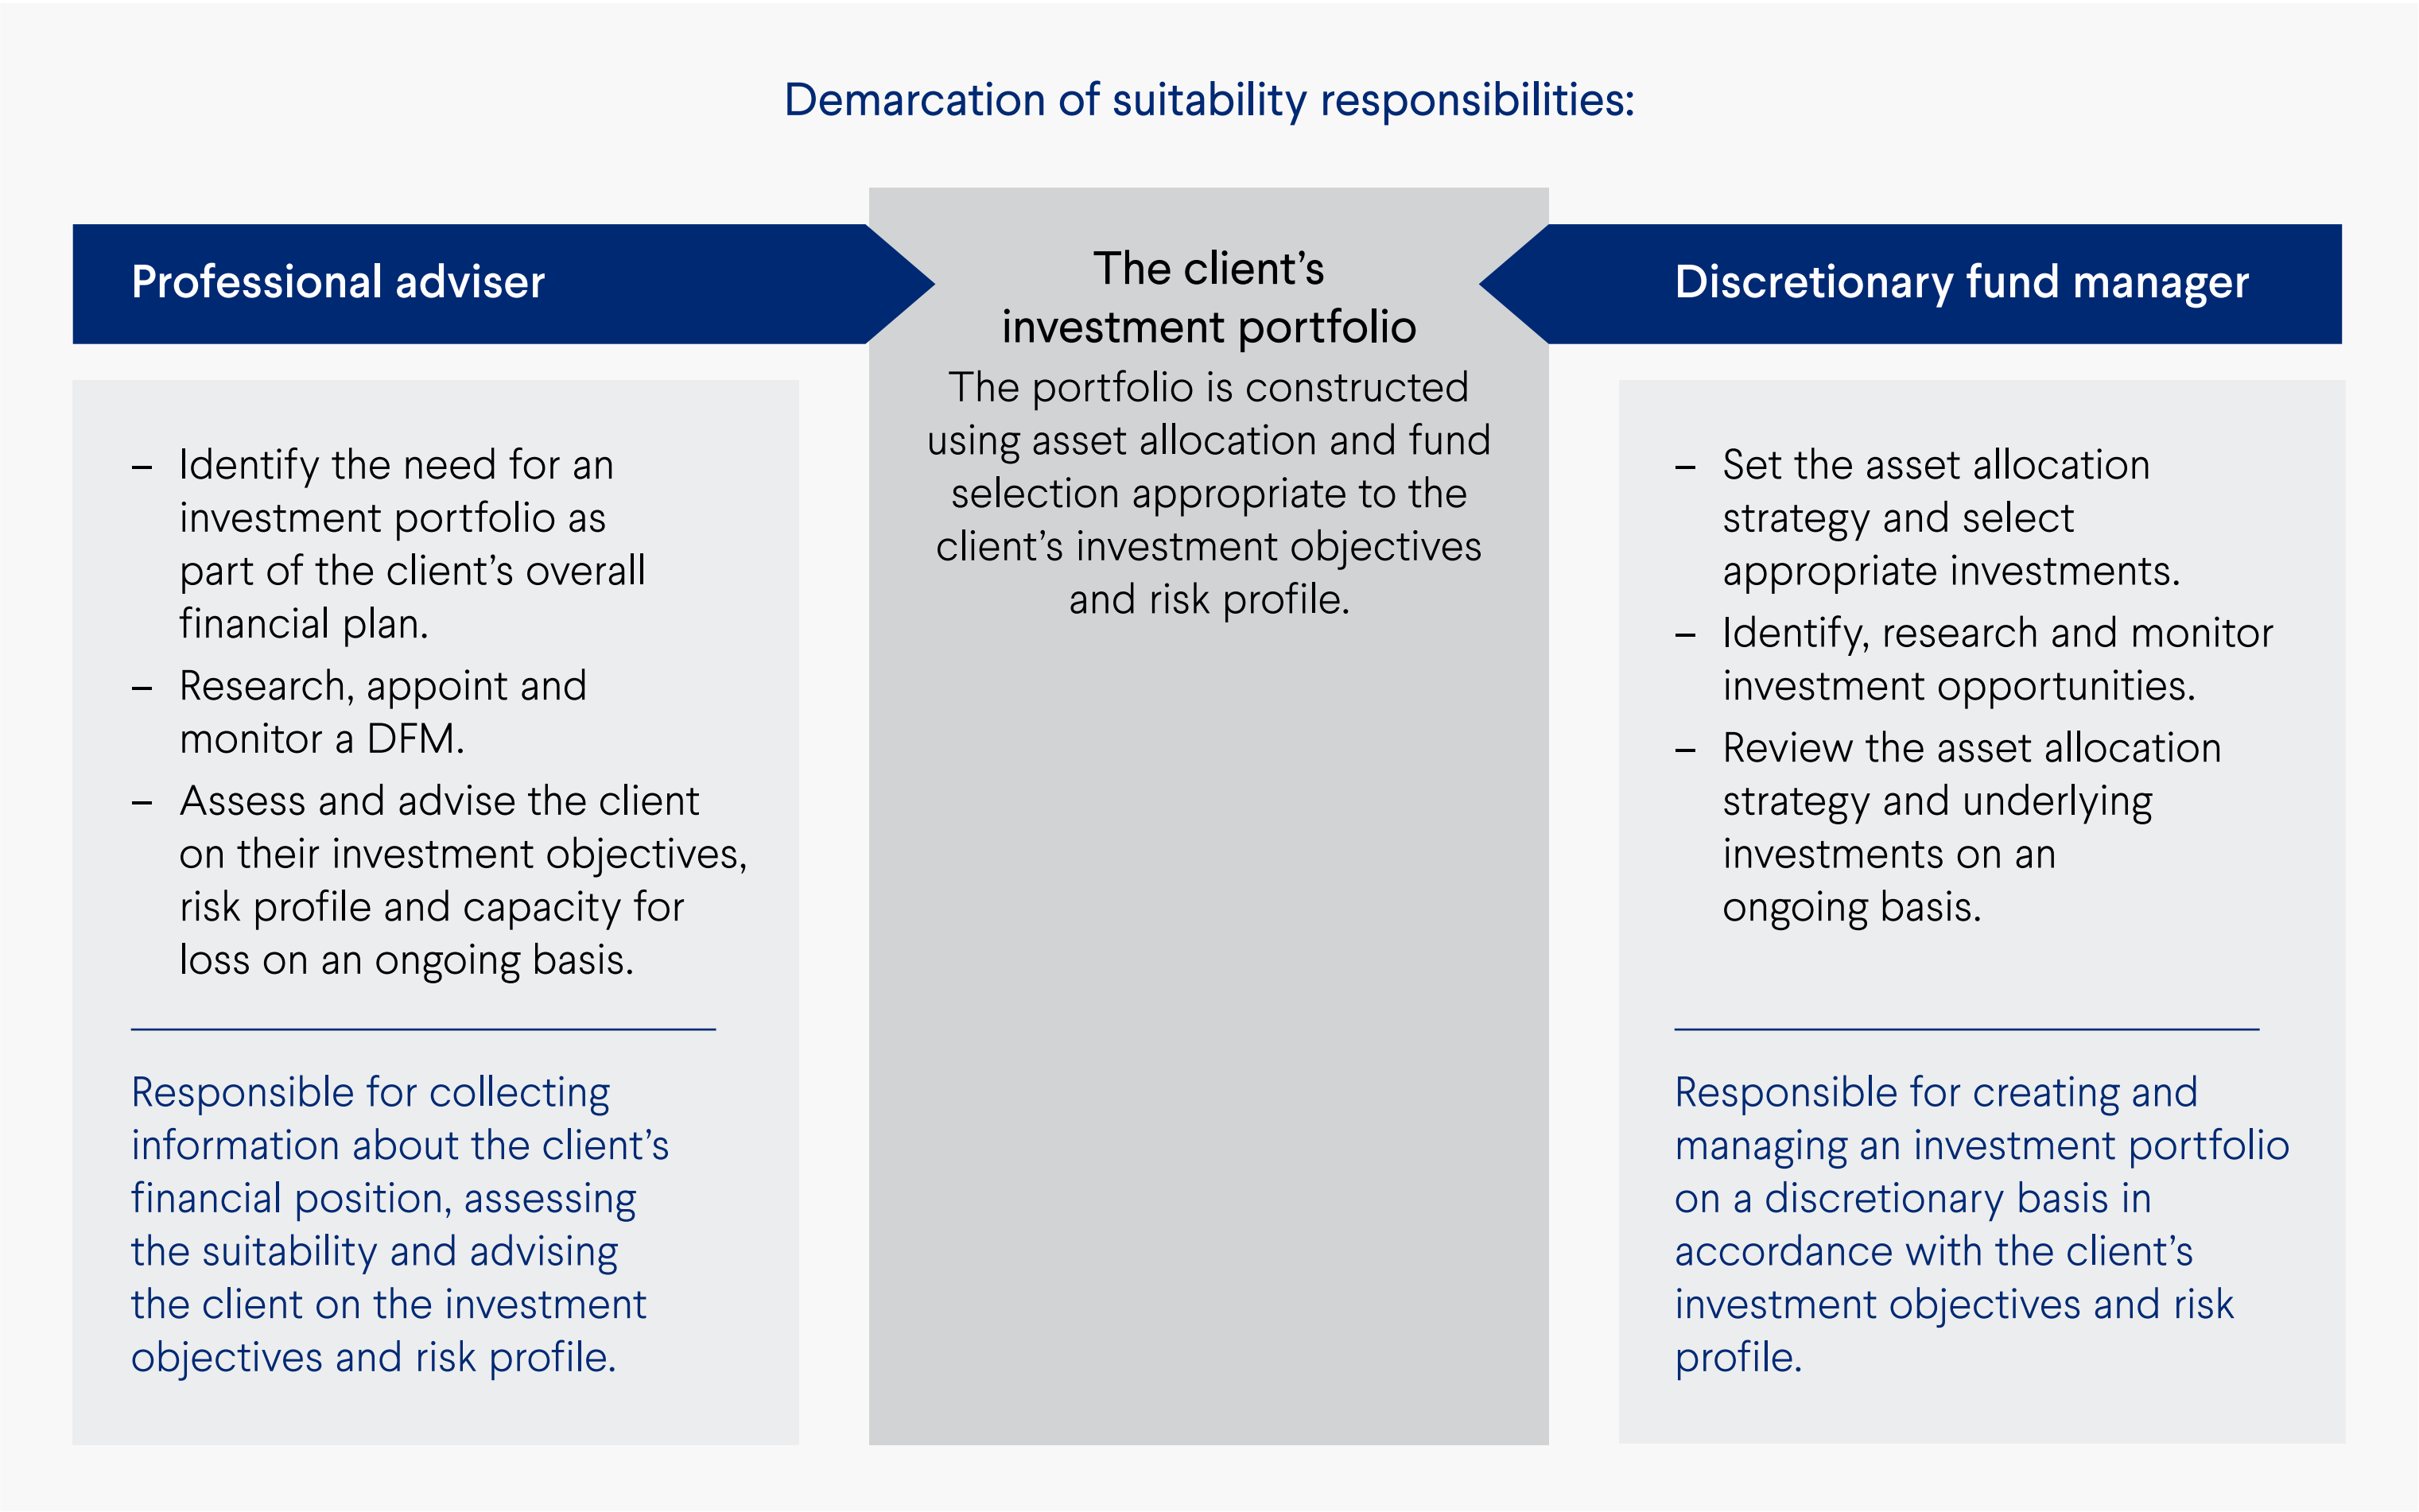 Demarcation of suitability responsibilities:
Professional adviser
– Identify the need for an
investment portfolio as
part of the client’s overall
financial plan.
– Research, appoint and
monitor a DFM.
– Assess and advise the client
on their investment objectives,
risk profile and capacity for
loss on an ongoing basis.
Responsible for collecting
information about the client’s
financial position, assessing
the suitability and advising
the client on the investment
objectives and risk profile.
The client’s
investment portfolio
The portfolio is constructed
using asset allocation and fund
selection appropriate to the
client’s investment objectives
and risk profile.
Discretionary fund manager
– Set the asset allocation
strategy and select
appropriate investments.
– Identify, research and monitor
investment opportunities.
– Review the asset allocation
strategy and underlying
investments on an
ongoing basis.
Responsible for creating and
managing an investment portfolio
on a discretionary basis in
accordance with the client’s
investment objectives and risk
profile.